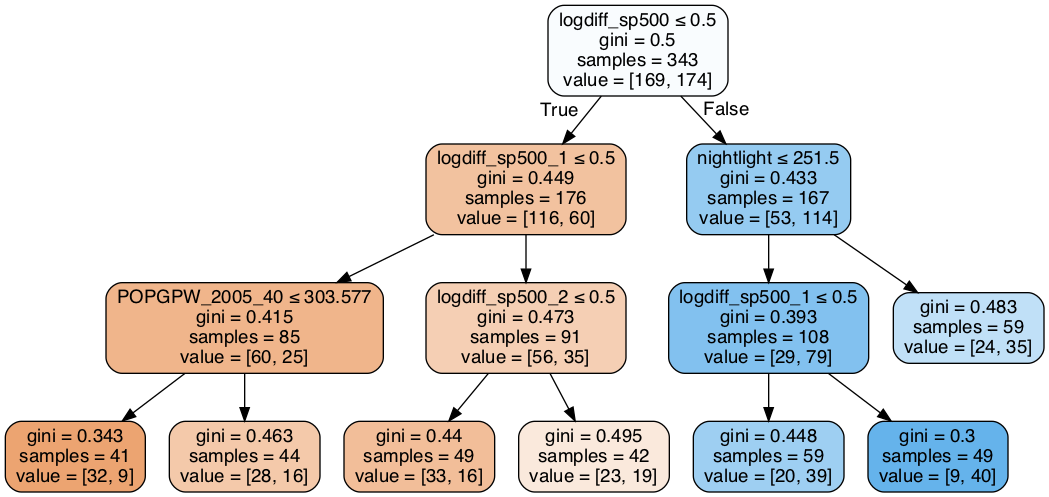 logdiff_sp500 ≤ 0.5
gini = 0.5
samples = 343
value = [169, 174]
True
False
logdiff_sp500_1 ≤ 0.5
gini = 0.449
samples = 176
value = [116, 60]
nightlight ≤ 251.5
gini = 0.433
samples = 167
value = [53, 114]
POPGPW_2005_40 ≤ 303.577
gini = 0.415
samples = 85
value = [60, 25]
logdiff_sp500_2 ≤ 0.5
gini = 0.473
samples = 91
value = [56, 35]
logdiff_sp500_1 ≤ 0.5
gini = 0.393
samples = 108
value = [29, 79]
gini = 0.483
samples = 59
value = [24, 35]
gini = 0.343
samples = 41
value = [32, 9]
gini = 0.463
samples = 44
value = [28, 16]
gini = 0.44
samples = 49
value = [33, 16]
gini = 0.495
samples = 42
value = [23, 19]
gini = 0.448
samples = 59
value = [20, 39]
gini = 0.3
samples = 49
value = [9, 40]